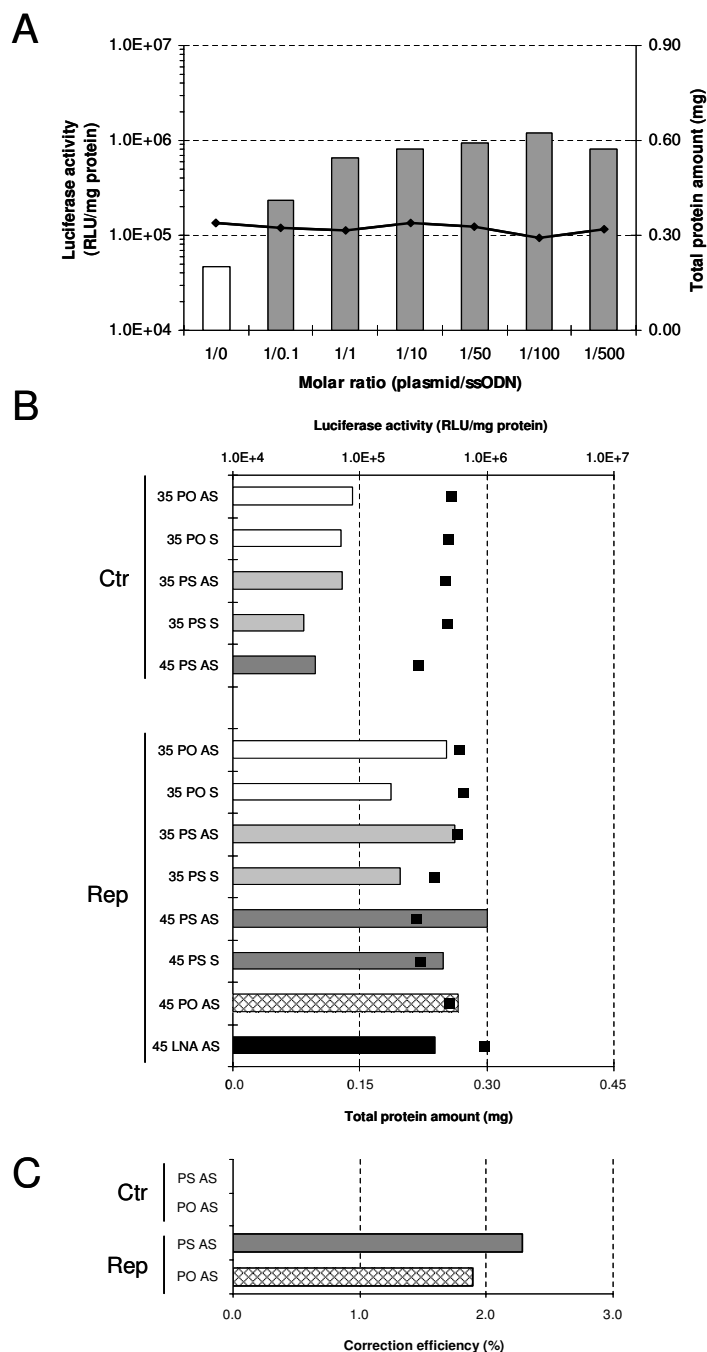 A
1.0E+07
1.0E+06
1.0E+05
1.0E+04
Luciferase activity
(RLU/mg protein)
0.90
0.60
0.30
0.00
Total protein amount (mg)
1/0 1/0.1 1/1 1/10 1/50 1/100 1/500
Molar ratio (plasmid/ssODN)
B
Luciferase activity (RLU/mg protein)
1.0E+4 1.0E+5 1.0E+6 1.0E+7
Ctr
35 PO AS
35 PO S
35 PS AS
35 PS S
45 PS AS
Rep
35 PO AS
35 PO S
35 PS AS
35 PS S
45 PS AS
45 PS S
45 PO AS
45 LNA AS
0.0 0.15 0.30 0.45
Total protein amount (mg)
C
Ctr
PS AS
PO AS
Rep
PS AS
PO AS
0.0 1.0 2.0 3.0
Correction efficiency (%)